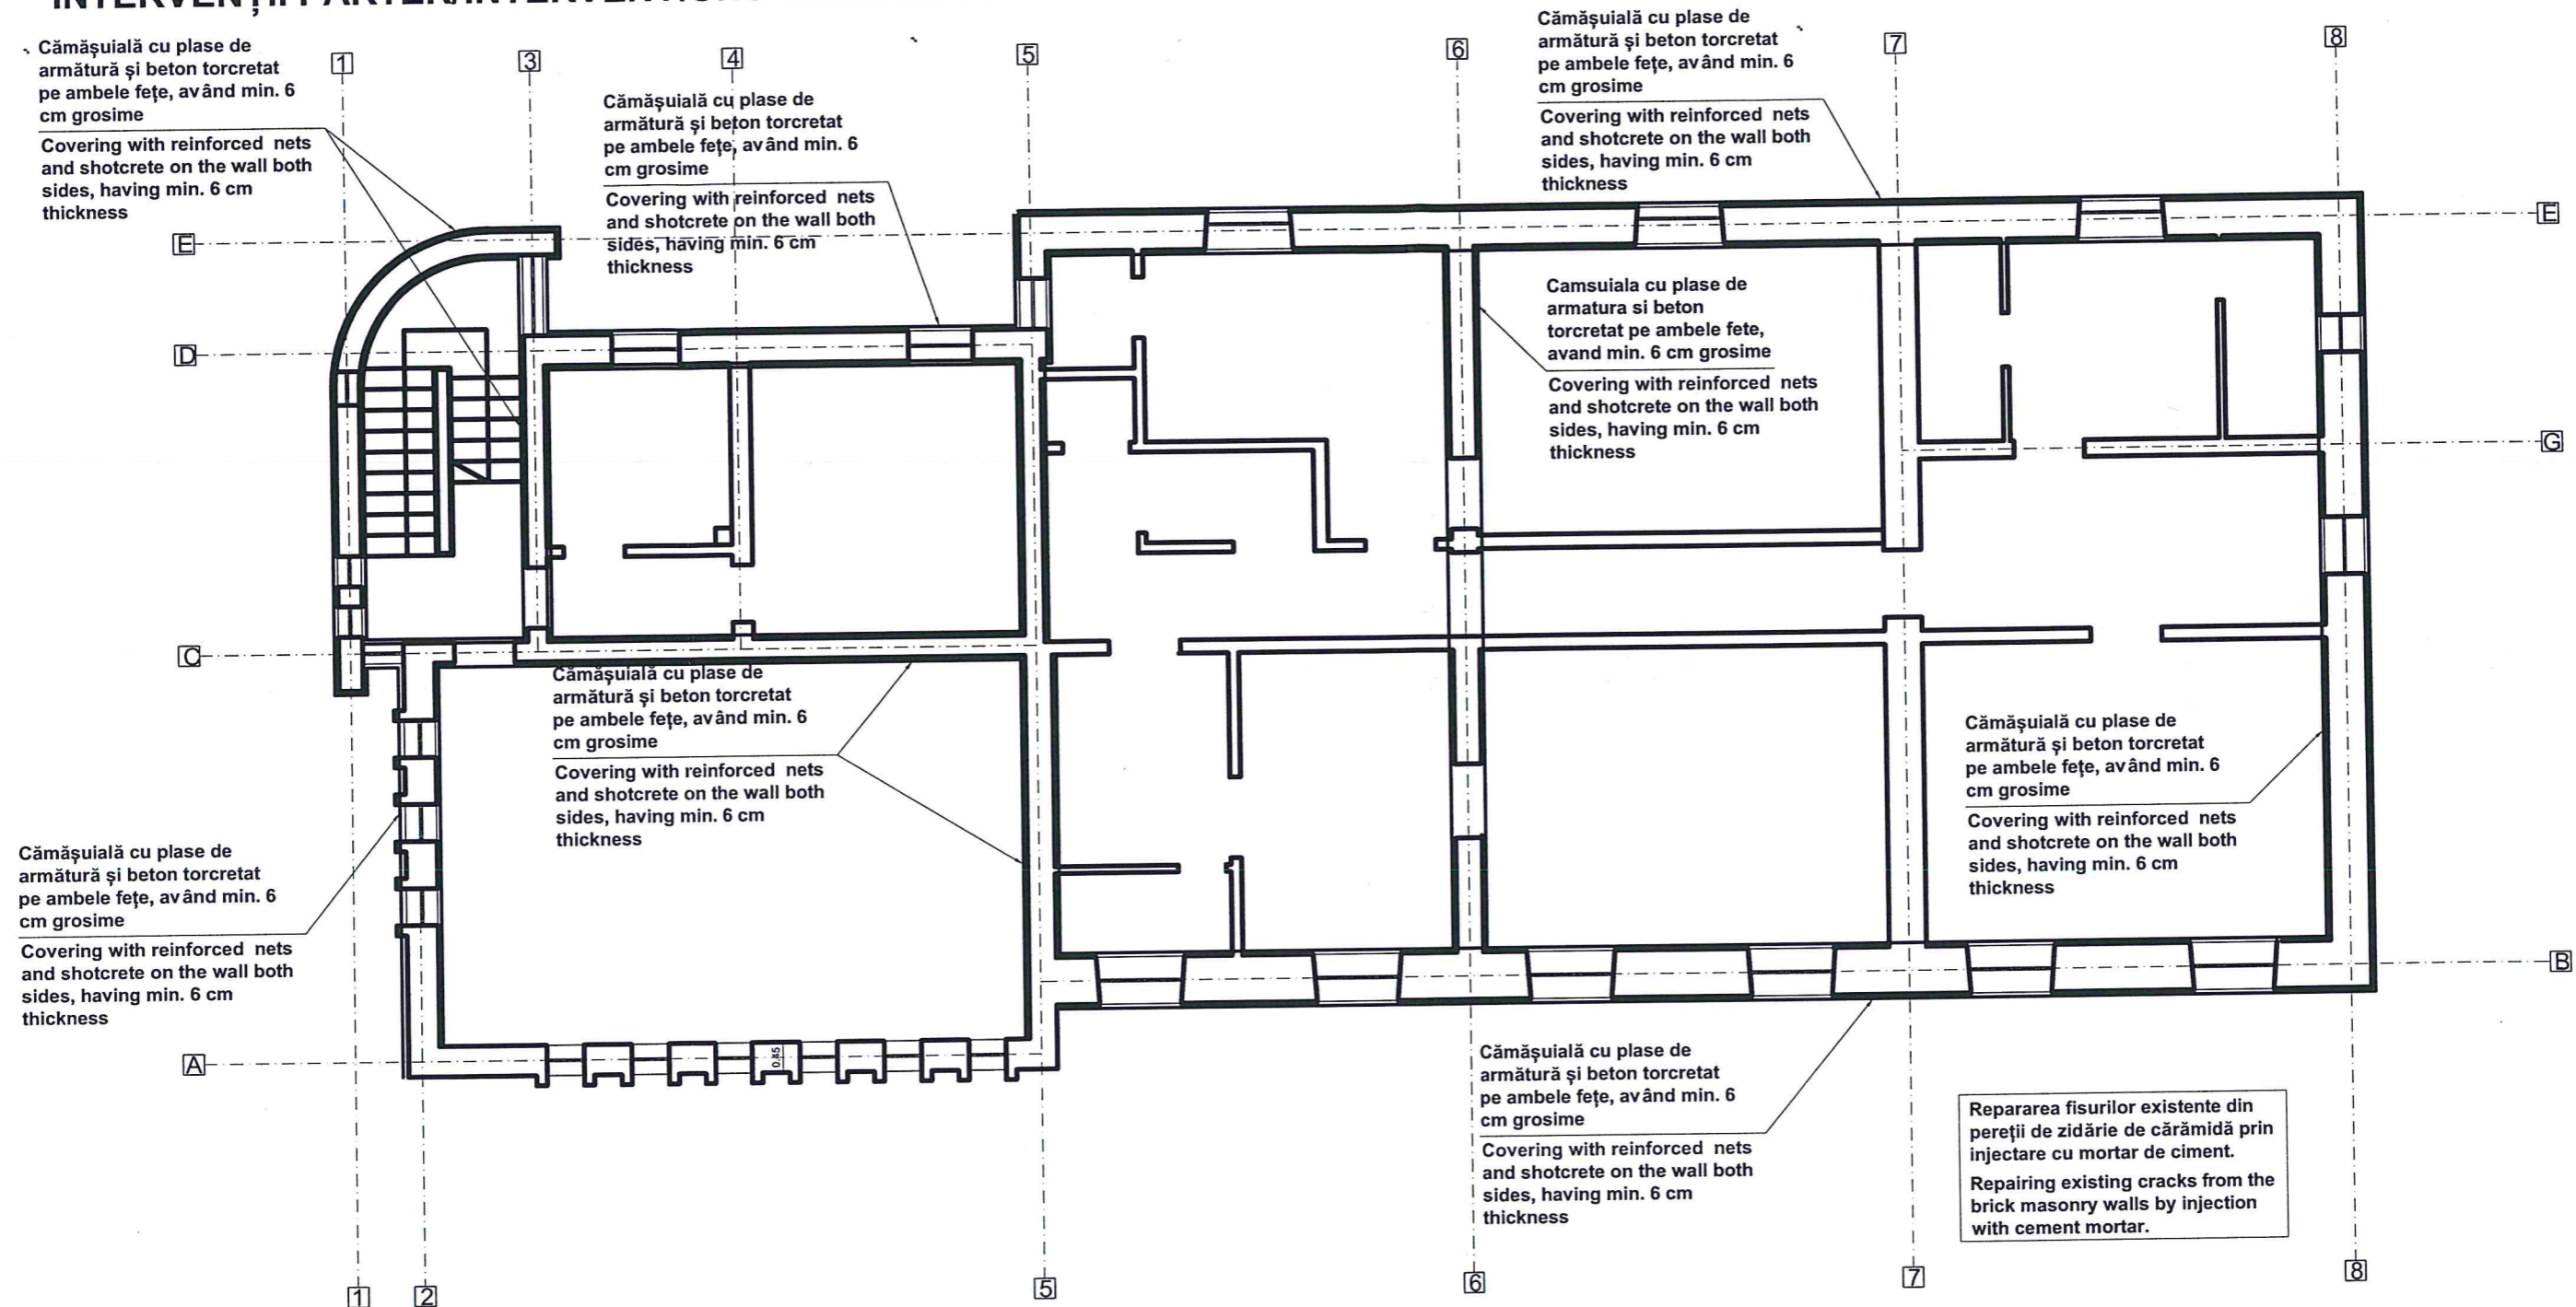 Cămășuială cu plase de
armătură și beton torcretat
pe ambele fețe, având min. 6
cm grosime
Covering with reinforced nets
and shotcrete on the wall both
sides, having min. 6 cm
thickness
Cămășuială cu plase de
armătură și beton torcretat
pe ambele fețe, având min. 6
cm grosime
Covering with reinforced nets
and shotcrete on the wall both
sides, having min. 6 cm
thickness
Cămășuială cu plase de
armătură și beton torcretat
pe ambele fețe, având min. 6
cm grosime
Covering with reinforced nets
and shotcrete on the wall both
sides, having min. 6 cm
thickness
1
3
4
5
6
7
8
E
E
D
G
C
B
A
Camsuiala cu plase de
armatura si beton
torcretat pe ambele fete,
avand min. 6 cm grosime
Covering with reinforced nets
and shotcrete on the wall both
sides, having min. 6 cm
thickness
Cămășuială cu plase de
armătură și beton torcretat
pe ambele fețe, având min. 6
cm grosime
Covering with reinforced nets
and shotcrete on the wall both
sides, having min. 6 cm
thickness
Cămășuială cu plase de
armătură și beton torcretat
pe ambele fețe, având min. 6
cm grosime
Covering with reinforced nets
and shotcrete on the wall both
sides, having min. 6 cm
thickness
Cămășuială cu plase de
armătură și beton torcretat
pe ambele fețe, având min. 6
cm grosime
Covering with reinforced nets
and shotcrete on the wall both
sides, having min. 6 cm
thickness
0.45
Cămășuială cu plase de
armătură și beton torcretat
pe ambele fețe, având min. 6
cm grosime
Covering with reinforced nets
and shotcrete on the wall both
sides, having min. 6 cm
thickness
Repararea fisurilor existente din
pereții de zidărie de cărămidă prin
injectare cu mortar de ciment.
Repairing existing cracks from the
brick masonry walls by injection
with cement mortar.
1
2
5
6
7
8